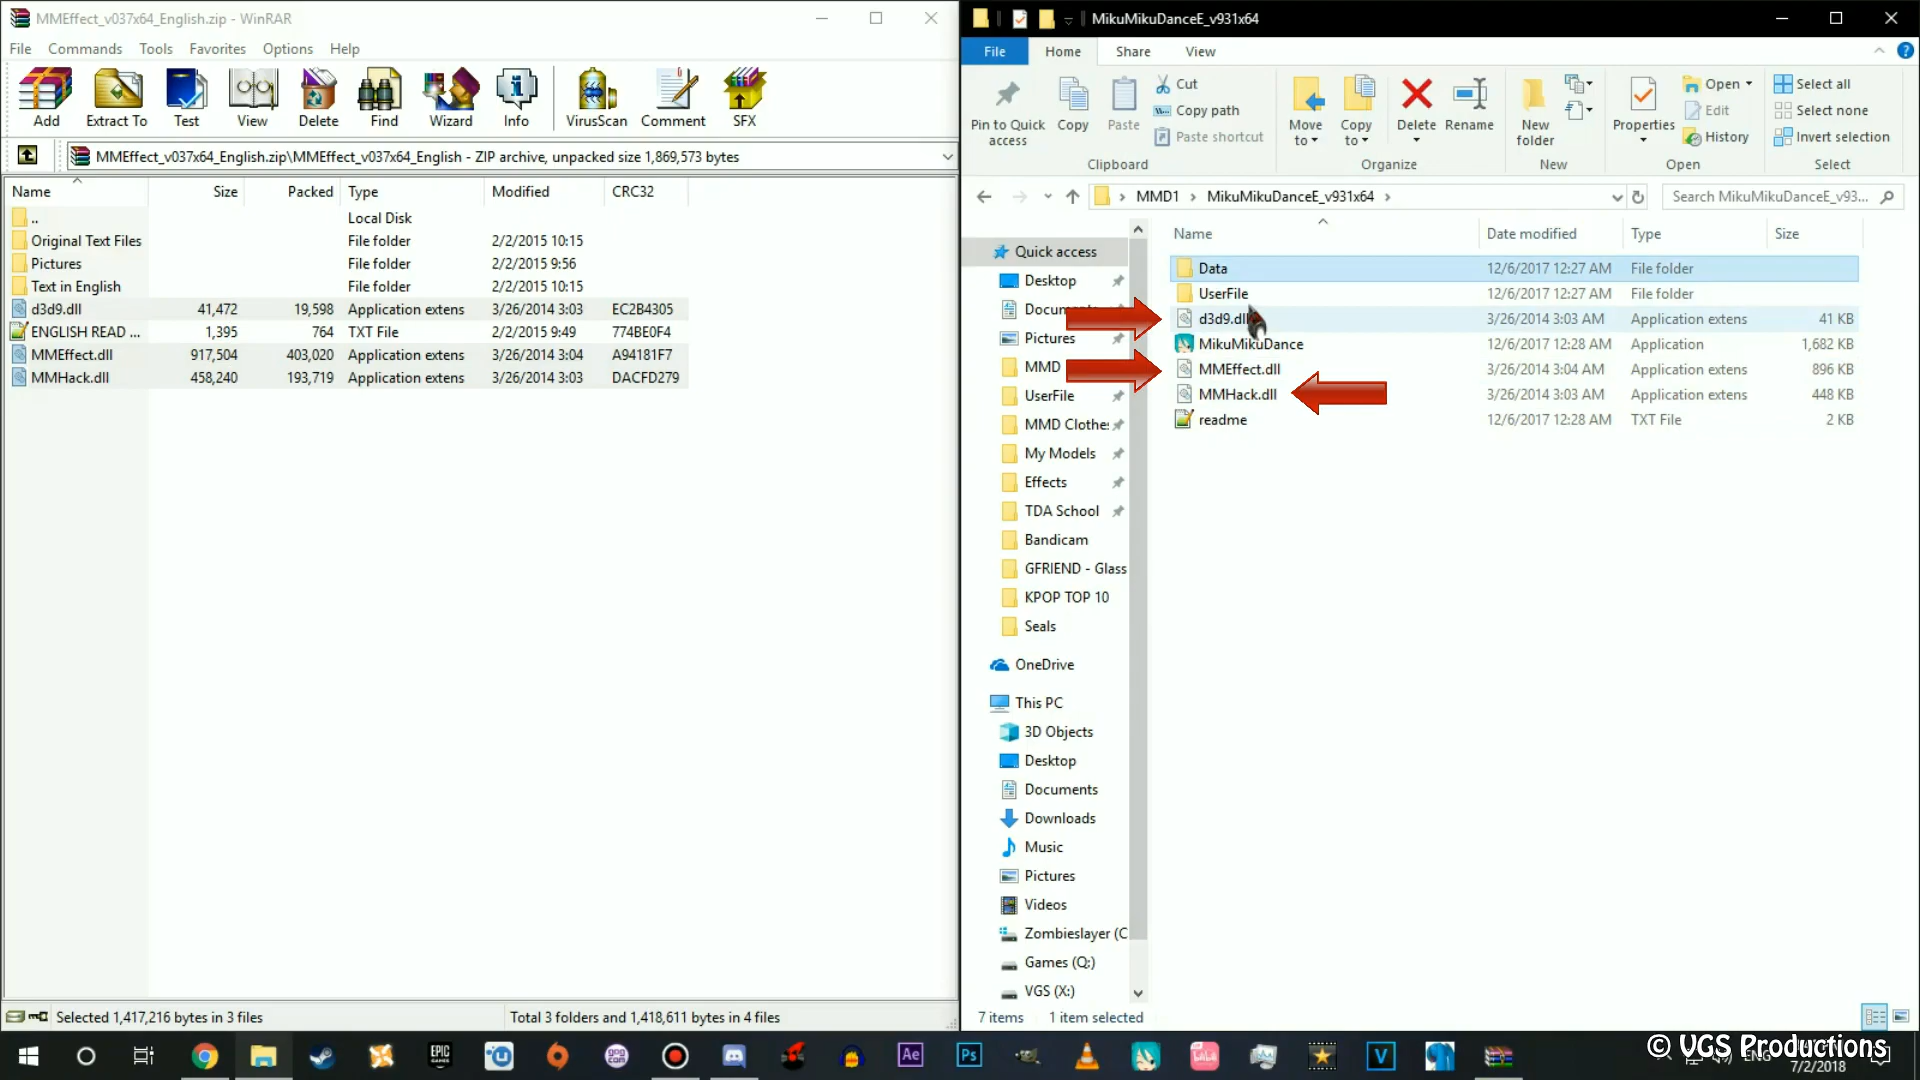 MMEffect_v037x64_English.zip - WinRAR
File Commands Tools Favorites Options Help
Add Extract To Test View Delete Find Wizard Info VirusScan Comment SFX
MMEffect_v037x64_English.zip\MMEffect_v037x64_English - ZIP archive, unpacked size 1,869,573 bytes
Name Size Packed Type Modified CRC32
.. Local Disk
Original Text Files File folder 2/2/2015 10:15
Pictures File folder 2/2/2015 9:56
Text in English File folder 2/2/2015 10:15
d3d9.dll 41,472 19,598 Application extens 3/26/2014 3:03 EC2B4305
ENGLISH READ ... 1,395 764 TXT File 2/2/2015 9:49 774BE0F4
MMEffect.dll 917,504 403,020 Application extens 3/26/2014 3:04 A94181F7
MMHack.dll 458,240 193,719 Application extens 3/26/2014 3:03 DACFD279
Selected 1,417,216 bytes in 3 files
Total 3 folders and 1,418,611 bytes in 4 files
MikuMikuDanceE_v931x64
File Home Share View
Pin to Quick access
Copy
Paste
Cut
Copy path
Paste shortcut
Clipboard
Move to
Copy to
Delete
Rename
Organize
New folder
New
Properties
Open
Edit
History
Open
Select all
Select none
Invert selection
Select
MMD1 > MikuMikuDanceE_v931x64 >
Search MikuMikuDanceE_v93...
Quick access
Desktop
Pictures
MMD
UserFile
MMD Clothe
My Models
Effects
TDA School
Bandicam
GFRIEND - Glass
KPOP TOP 10
Seals
OneDrive
This PC
3D Objects
Desktop
Documents
Downloads
Music
Pictures
Videos
Zombieslayer (C
Games (Q:)
VGS (X:)
Name Date modified Type Size
Data 12/6/2017 12:27 AM File folder
UserFile 12/6/2017 12:27 AM File folder
d3d9.dll 3/26/2014 3:03 AM Application extens 41 KB
MikuMikuDance 12/6/2017 12:28 AM Application 1,682 KB
MMEffect.dll 3/26/2014 3:04 AM Application extens 896 KB
MMHack.dll 3/26/2014 3:03 AM Application extens 448 KB
readme 12/6/2017 12:28 AM TXT File 2 KB
7 items 1 item selected
EPIC GAMES
gog com
Ae
Ps
V
© VGS Productions
ENG
7/2/2018